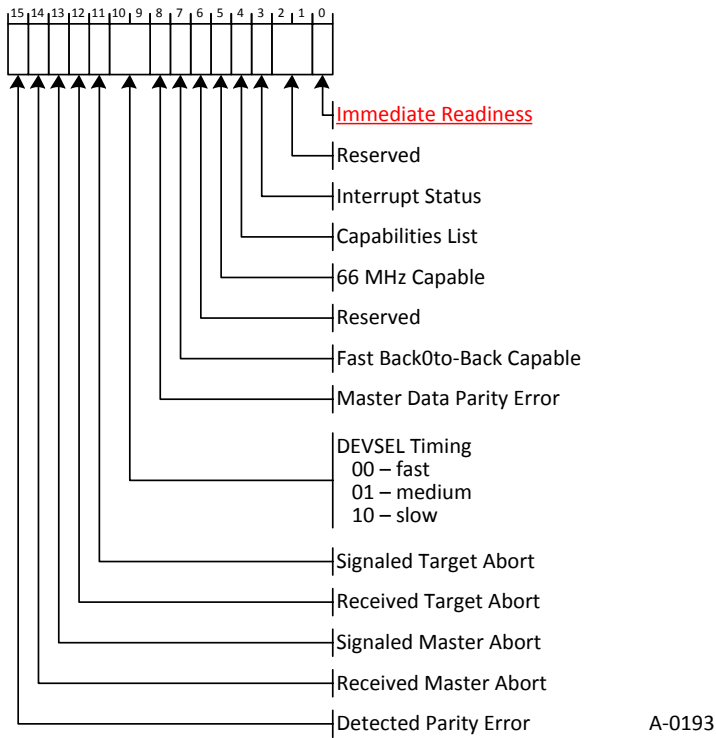 15 14 13 12 11 10 9 8 7 6 5 4 3 2 1 0
Immediate Readiness
Reserved
Interrupt Status
Capabilities List
66 MHz Capable
Reserved
Fast Back0to-Back Capable
Master Data Parity Error
DEVSEL Timing
00 – fast
01 – medium
10 – slow
Signaled Target Abort
Received Target Abort
Signaled Master Abort
Received Master Abort
Detected Parity Error A-0193